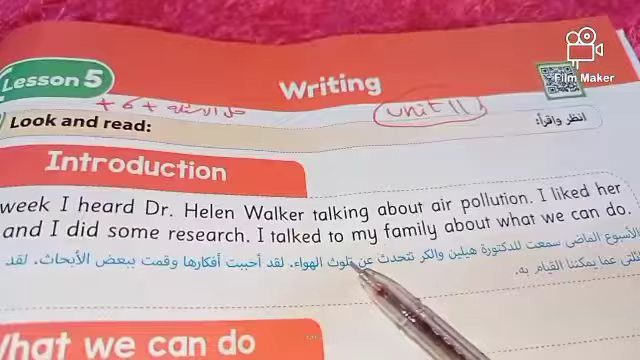 Lesson 5
Writing
Film Maker
حل الاسئلة + 6 +
unit 11
Look and read:
انظر واقرأ:
Introduction
week I heard Dr. Helen Walker talking about air pollution. I liked her
and I did some research. I talked to my family about what we can do.
الأسبوع الماضي سمعت للدكتورة هيلين والكر تتحدث عن تلوث الهواء. لقد أحببت أفكارها وقمت ببعض الأبحاث. لقد
عما يمكننا القيام به.
What we can do